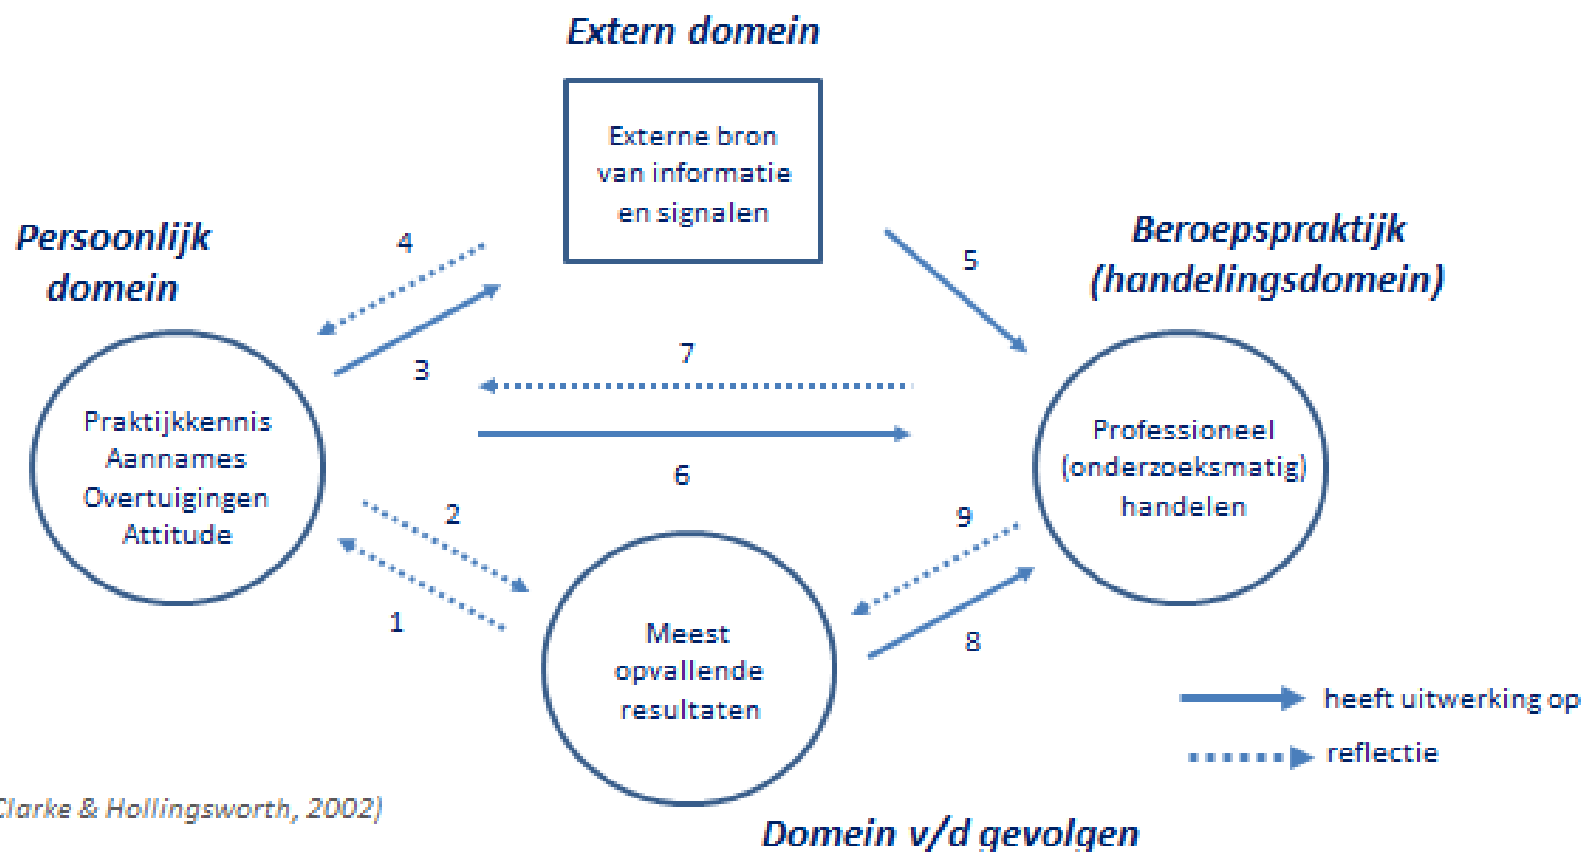 Extern domein
Externe bron
van informatie
en signalen
Persoonlijk
domein
4
5
Beroepspraktijk
(handelingsdomein)
3
7
Praktijkkennis
Aannames
Overtuigingen
Attitude
6
Professioneel
(onderzoeksmatig)
handelen
2
9
1
8
Meest
opvallende
resultaten
heeft uitwerking op
reflectie
Clarke & Hollingsworth, 2002)
Domein v/d gevolgen